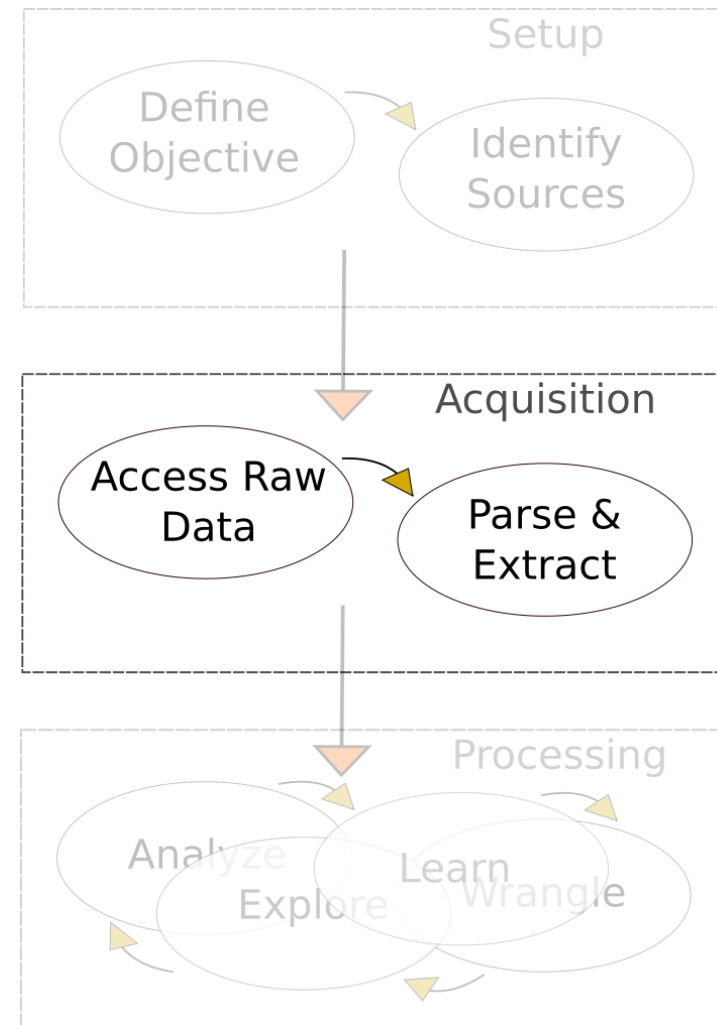 Setup
Define
Objective
Identify
Sources
Acquisition
Access Raw
Data
Parse &
Extract
Processing
Analyze
Learn
Wrangle
Explore